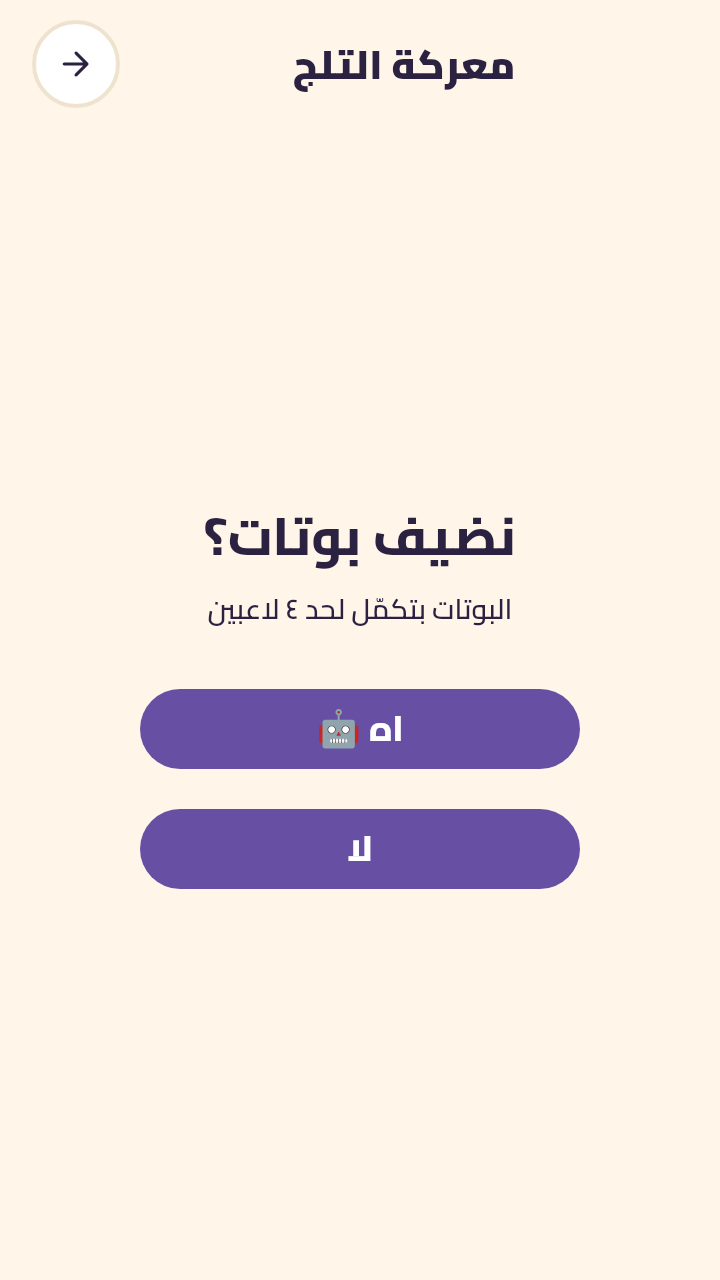 معركة التلج
نضيف بوتات؟
البوتات بتكمّل لحد ٤ لاعبين
اه 🤖
لا